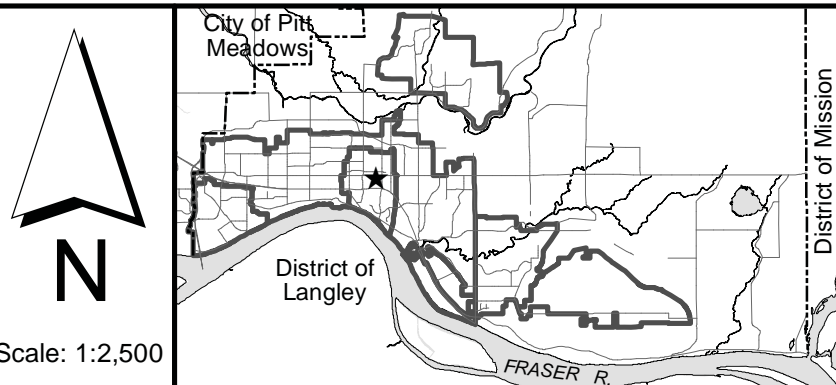 N
Scale: 1:2,500
City of Pitt
Meadows
District of
Langley
FRASER R.
District of Mission